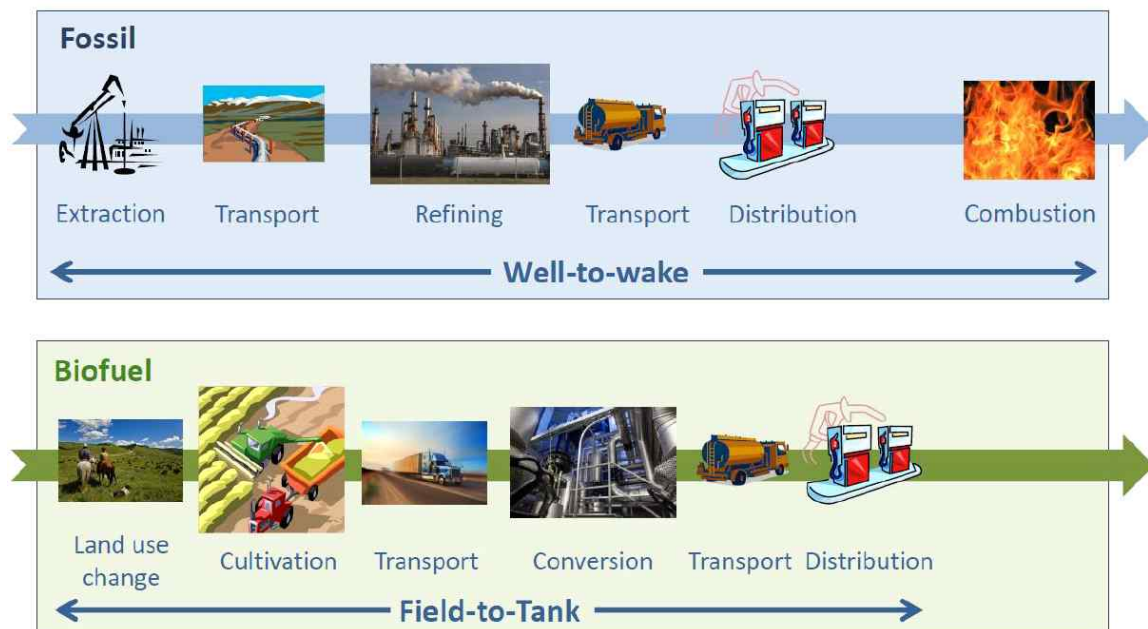 Fossil
Extraction
Transport
Refining
Transport
Distribution
Combustion
Well-to-wake
Biofuel
Land use
change
Cultivation
Transport
Conversion
Transport
Distribution
Field-to-Tank